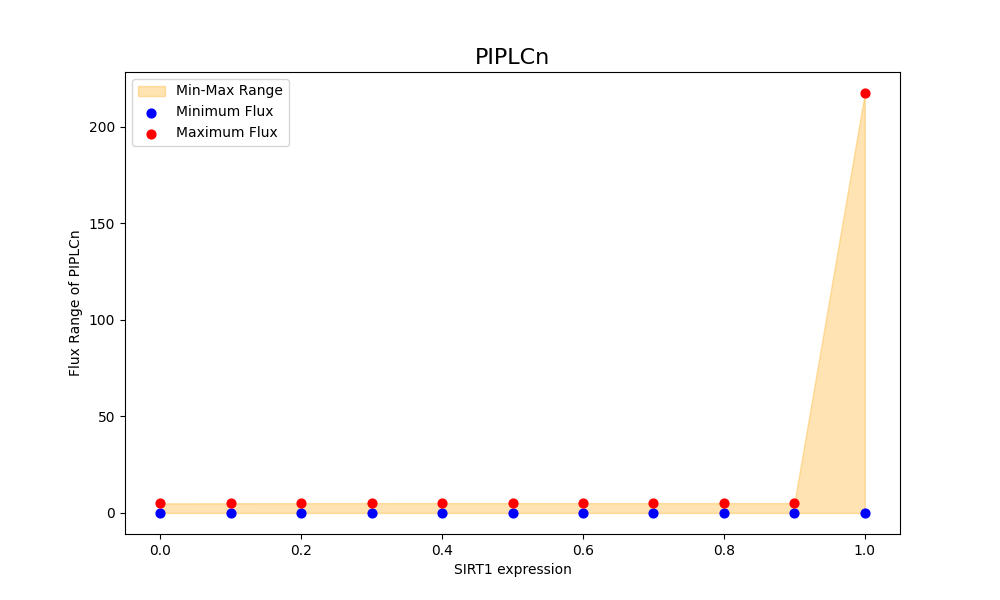 PIPLCn
Min-Max Range
Minimum Flux
Maximum Flux
Flux Range of PIPLCn
200
150
100
50
0
0.0
0.2
0.4
0.6
0.8
1.0
SIRT1 expression